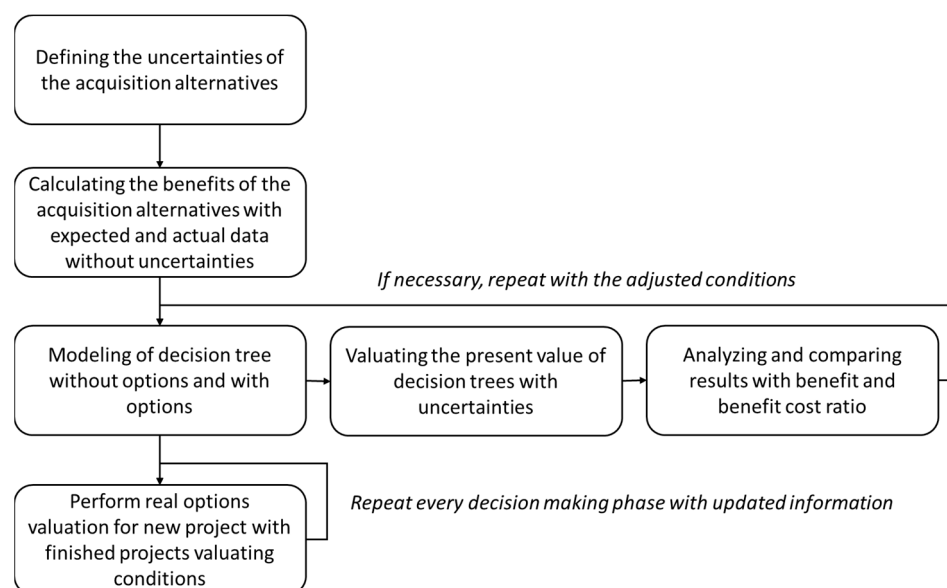 Defining the uncertainties of
the acquisition alternatives
Calculating the benefits of the
acquisition alternatives with
expected and actual data
without uncertainties
If necessary, repeat with the adjusted conditions
Modeling of decision tree
without options and with
options
Valuating the present value of
decision trees with
uncertainties
Analyzing and comparing
results with benefit and
benefit cost ratio
Perform real options
valuation for new project with
finished projects valuating
conditions
Repeat every decision making phase with updated information